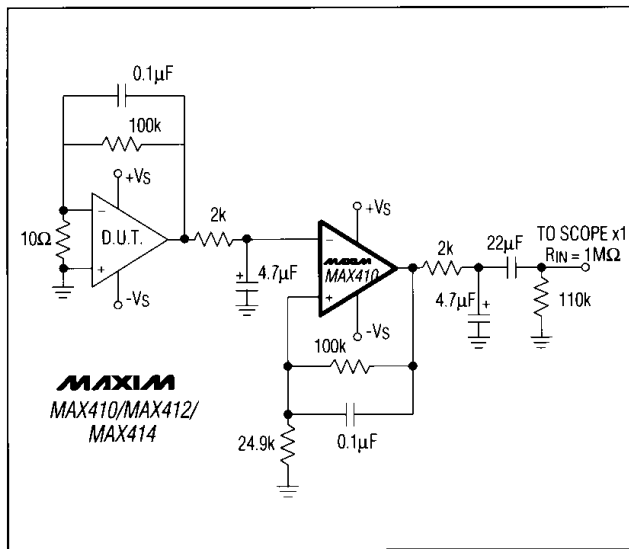 0.1µF
100k
+VS
2k
10Ω
−
D.U.T.
+
-VS
4.7µF
+
+VS
−
MAXIM
MAX410
+
-VS
2k
22µF
TO SCOPE x1
RIN = 1MΩ
4.7µF
+
110k
100k
0.1µF
24.9k
MAXIM
MAX410/MAX412/
MAX414